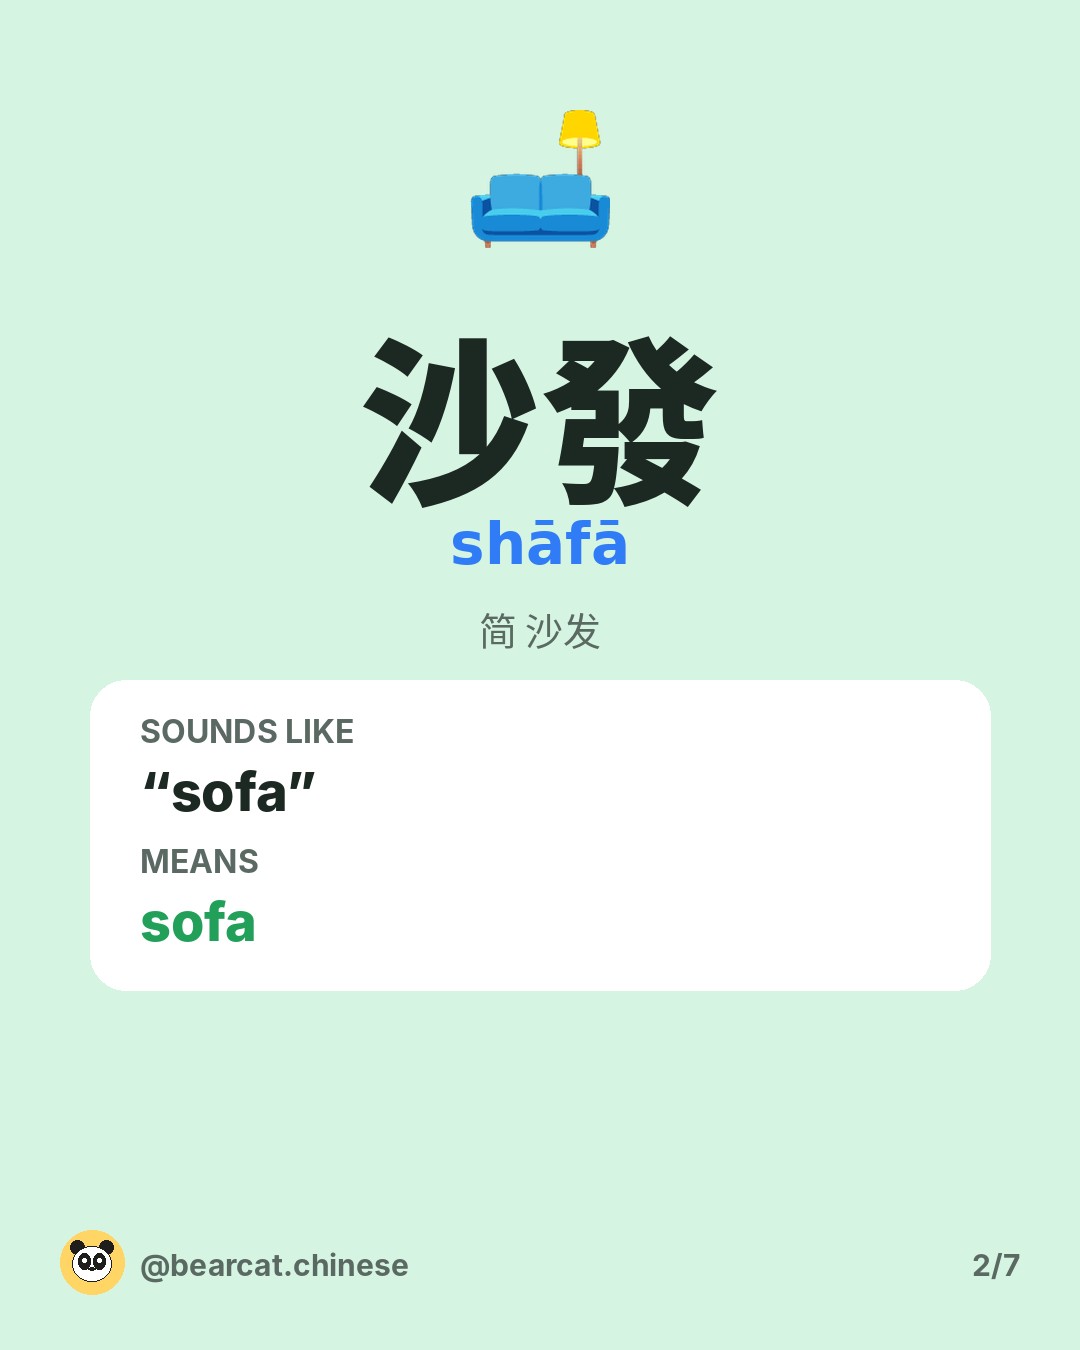 沙發
shāfā
简 沙发
SOUNDS LIKE
“sofa”
MEANS
sofa
@bearcat.chinese
2/7